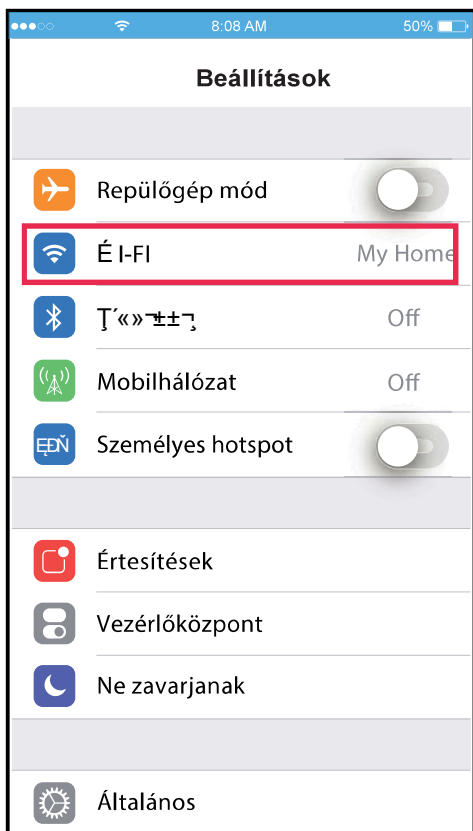 8:08 AM 50%
Beállítások
Repülőgép mód
É I-FI My Home
Ţ´«»¬±±¬¸ Off
Mobilhálózat Off
ĘĐŇ Személyes hotspot
Értesítések
Vezérlőközpont
Ne zavarjanak
Általános